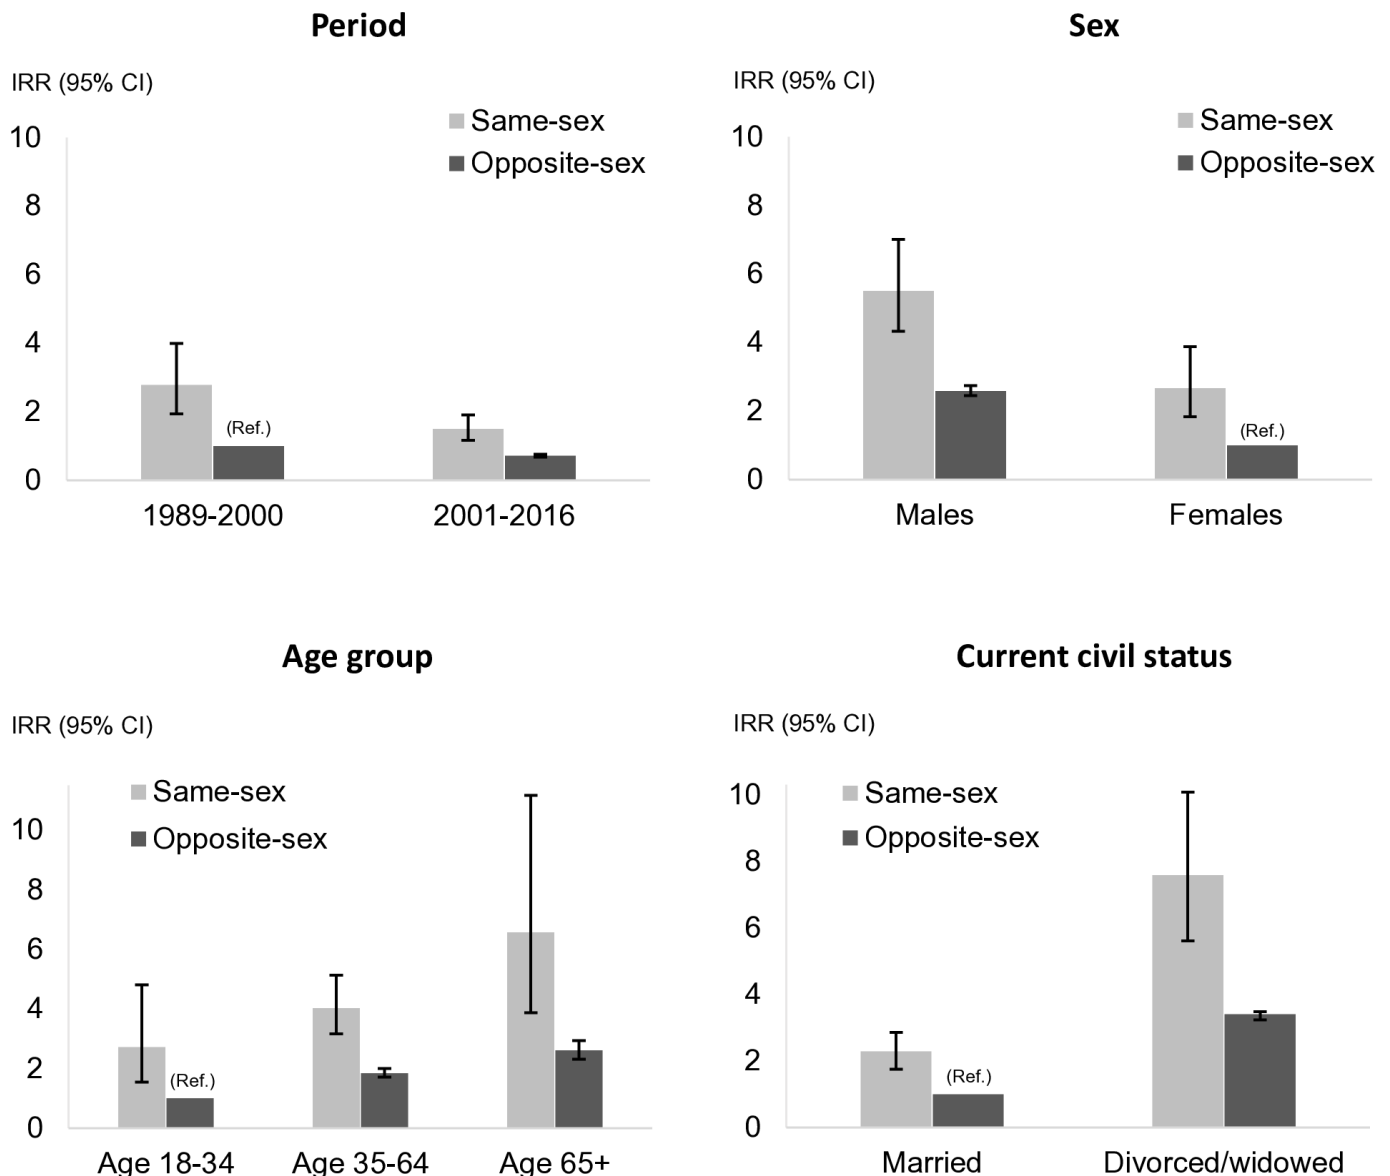 Period
IRR (95% CI)
Same-sex
Opposite-sex
10
8
6
4
2
0
(Ref.)
1989-2000
2001-2016
Sex
IRR (95% CI)
Same-sex
Opposite-sex
10
8
6
4
2
0
(Ref.)
Males
Females
Age group
IRR (95% CI)
Same-sex
Opposite-sex
10
8
6
4
2
0
(Ref.)
Age 18-34
Age 35-64
Age 65+
Current civil status
IRR (95% CI)
Same-sex
Opposite-sex
10
8
6
4
2
0
(Ref.)
Married
Divorced/widowed